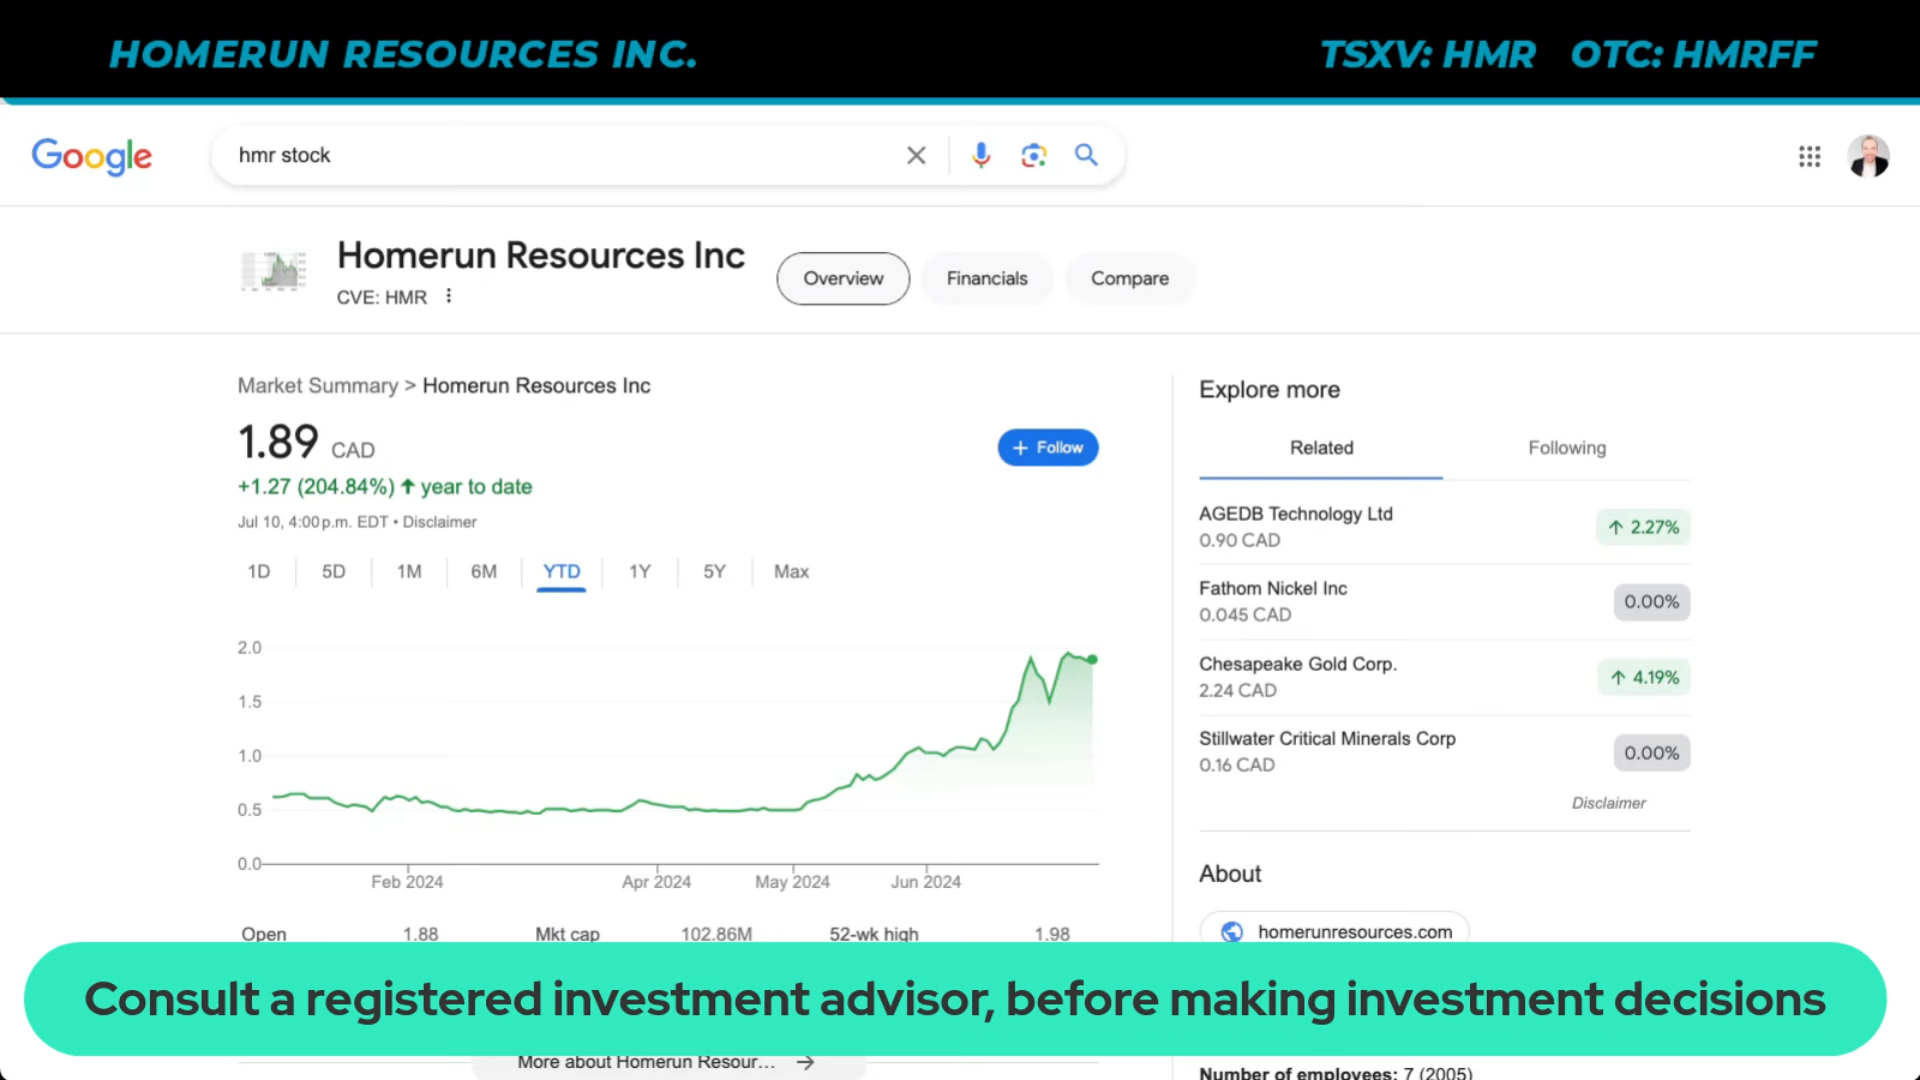 HOMERUN RESOURCES INC.
TSXV: HMR OTC: HMRFF
Google
hmr stock
Homerun Resources Inc
CVE: HMR
Overview
Financials
Compare
Market Summary > Homerun Resources Inc
1.89 CAD
+ Follow
+1.27 (204.84%) ↑ year to date
Jul 10, 4:00 p.m. EDT • Disclaimer
1D 5D 1M 6M YTD 1Y 5Y Max
2.0
1.5
1.0
0.5
0.0
Feb 2024 Apr 2024 May 2024 Jun 2024
Open 1.88 Mkt cap 102.86M 52-wk high 1.98
Explore more
Related Following
AGEDB Technology Ltd
0.90 CAD
↑ 2.27%
Fathom Nickel Inc
0.045 CAD
0.00%
Chesapeake Gold Corp.
2.24 CAD
↑ 4.19%
Stillwater Critical Minerals Corp
0.16 CAD
0.00%
Disclaimer
About
homerunresources.com
Consult a registered investment advisor, before making investment decisions
More about Homerun Resour... →
Number of employees: 7 (2005)